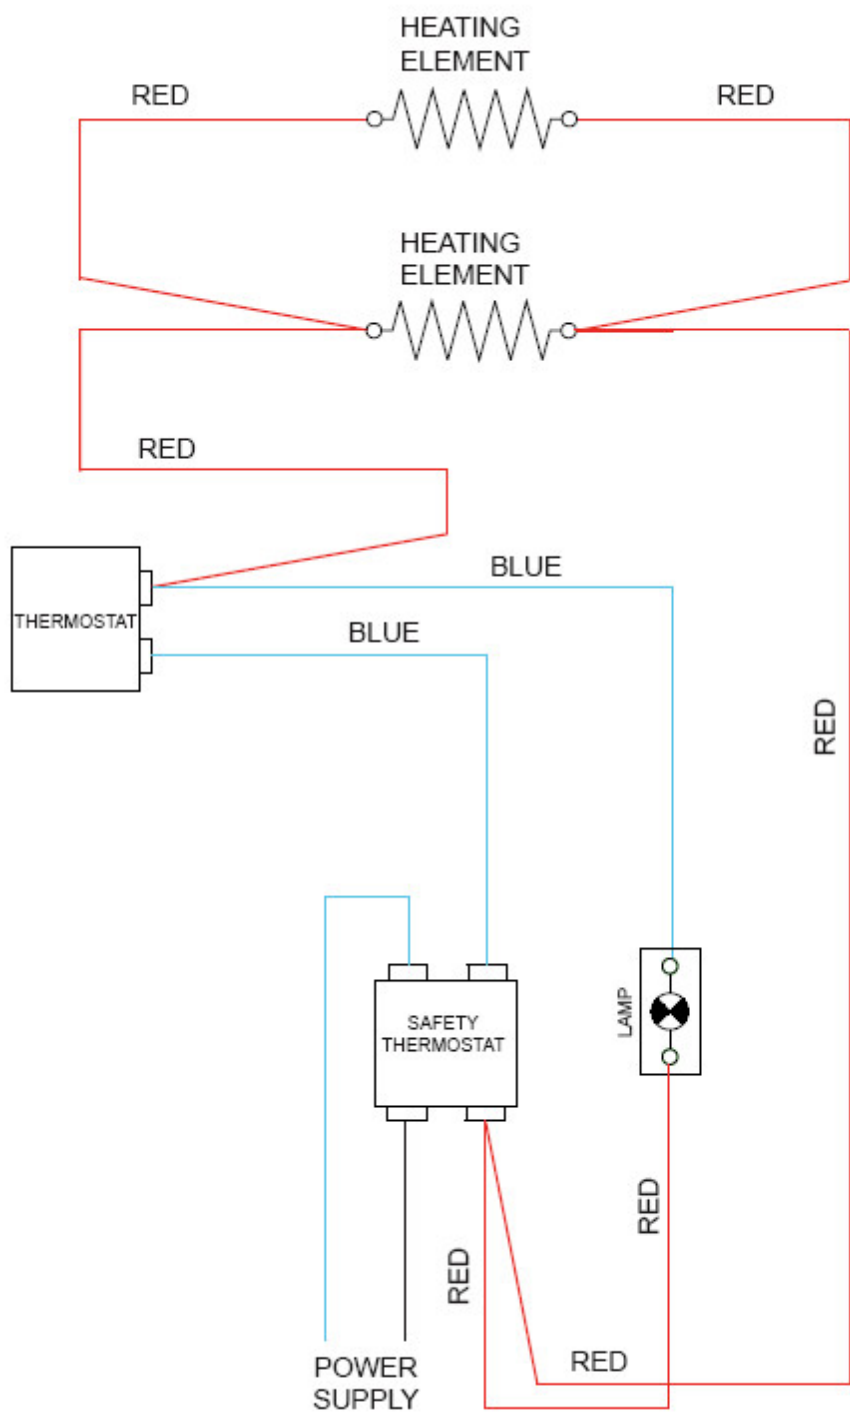 HEATING
ELEMENT
RED
RED
HEATING
ELEMENT
RED
BLUE
THERMOSTAT
BLUE
RED
SAFETY
THERMOSTAT
LAMP
RED
RED
RED
POWER
SUPPLY